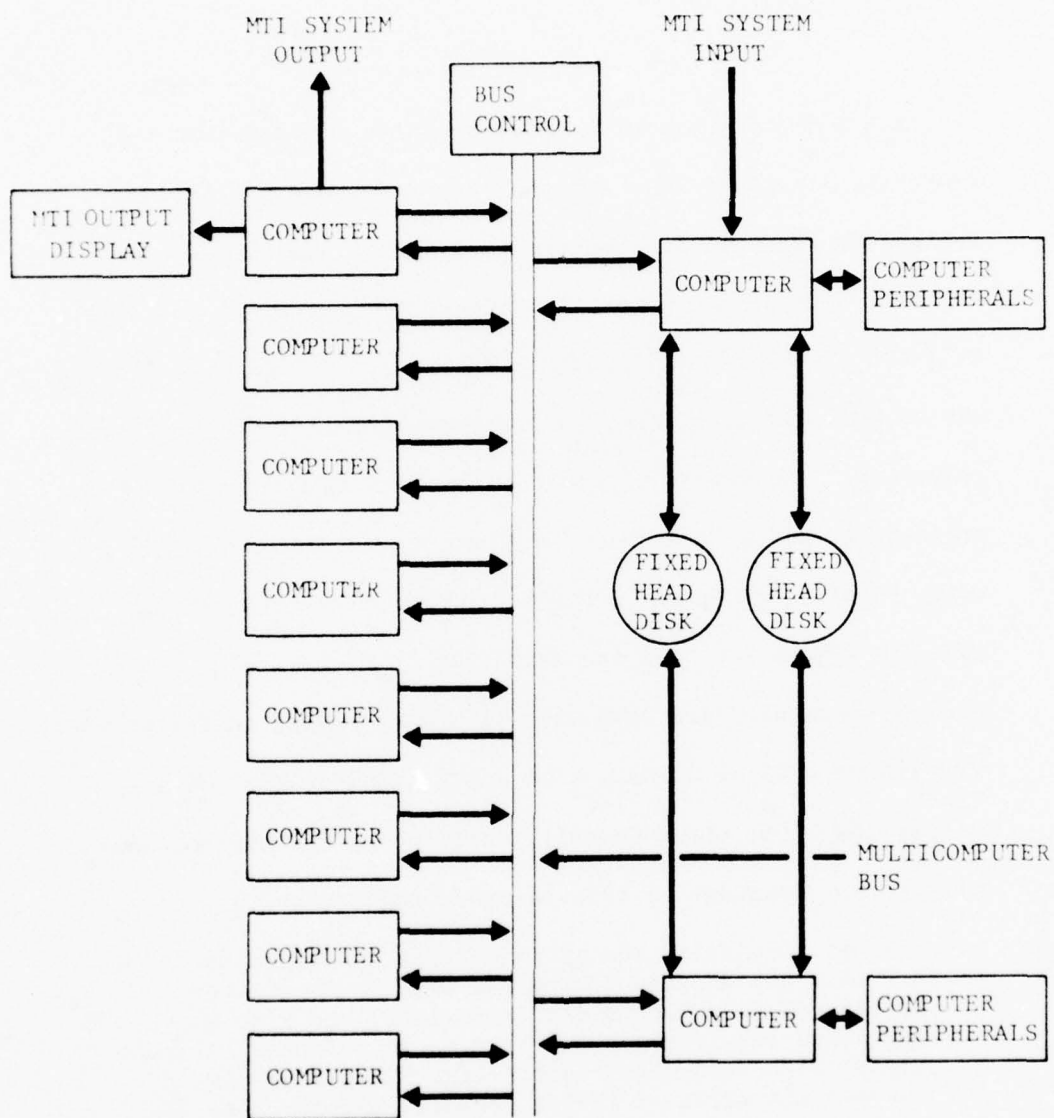 MTI SYSTEM
OUTPUT
MTI SYSTEM
INPUT
BUS
CONTROL
MTI OUTPUT
DISPLAY
COMPUTER
COMPUTER
COMPUTER
PERIPHERALS
COMPUTER
COMPUTER
COMPUTER
FIXED
HEAD
DISK
FIXED
HEAD
DISK
COMPUTER
COMPUTER
MULTICOMPUTER
BUS
COMPUTER
COMPUTER
COMPUTER
PERIPHERALS
COMPUTER